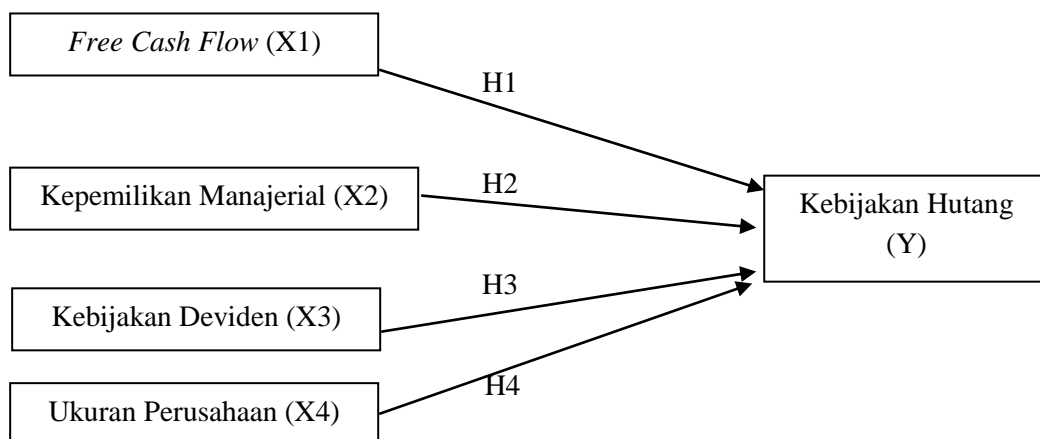 Free Cash Flow (X1)
H1
Kepemilikan Manajerial (X2)
H2
Kebijakan Hutang
(Y)
Kebijakan Deviden (X3)
H3
Ukuran Perusahaan (X4)
H4